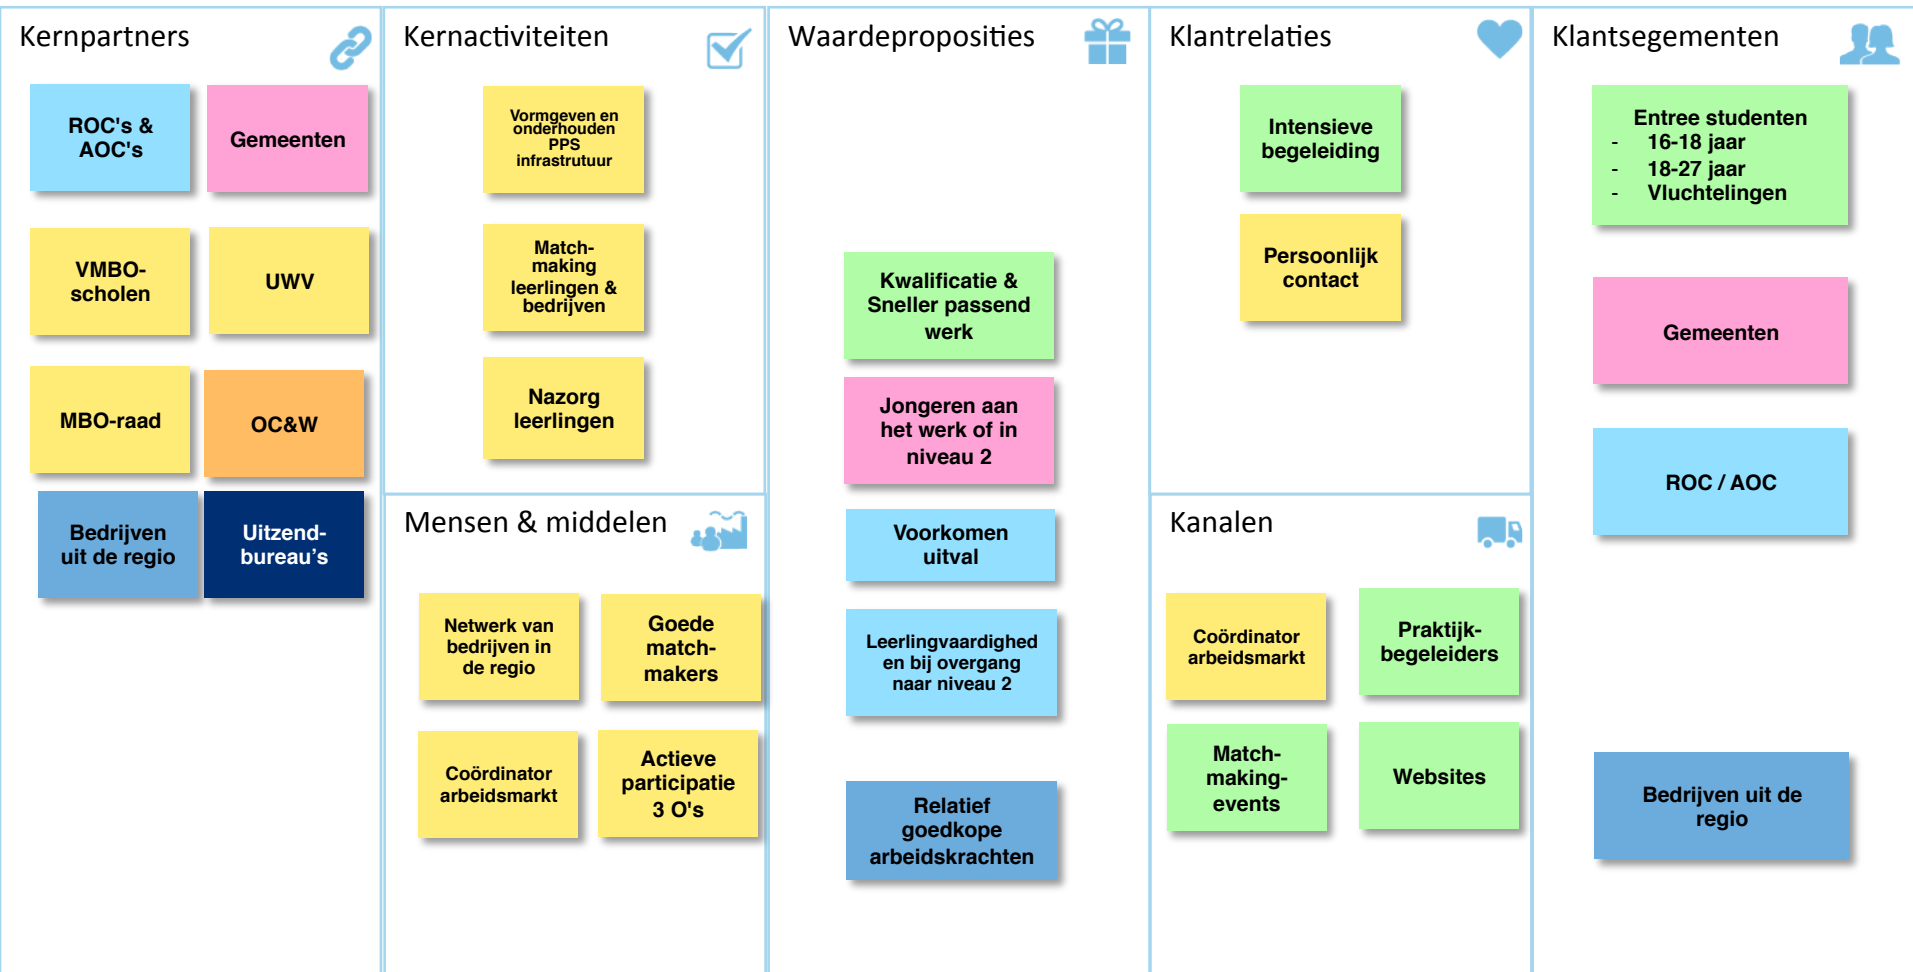 Kernpartners
ROC's &
AOC's
Gemeenten
VMBO-
scholen
UWV
MBO-raad
OC&W
Bedrijven
uit de regio
Uitzend-
bureau's
Kernactiviteiten
Vormgeven en
onderhouden
PPS
infrastrutuur
Match-
making
leerlingen &
bedrijven
Nazorg
leerlingen
Mensen & middelen
Netwerk van
bedrijven in
de regio
Goede
match-
makers
Coördinator
arbeidsmarkt
Actieve
participatie
3 O's
Waardeproposities
Kwalificatie &
Sneller passend
werk
Jongeren aan
het werk of in
niveau 2
Voorkomen
uitval
Leerlingvaardighed
en bij overgang
naar niveau 2
Relatief
goedkope
arbeidskrachten
Klantrelaties
Intensieve
begeleiding
Persoonlijk
contact
Kanalen
Coördinator
arbeidsmarkt
Praktijk-
begeleiders
Match-
making-
events
Websites
Klantsegementen
Entree studenten
- 16-18 jaar
- 18-27 jaar
- Vluchtelingen
Gemeenten
ROC / AOC
Bedrijven uit de
regio